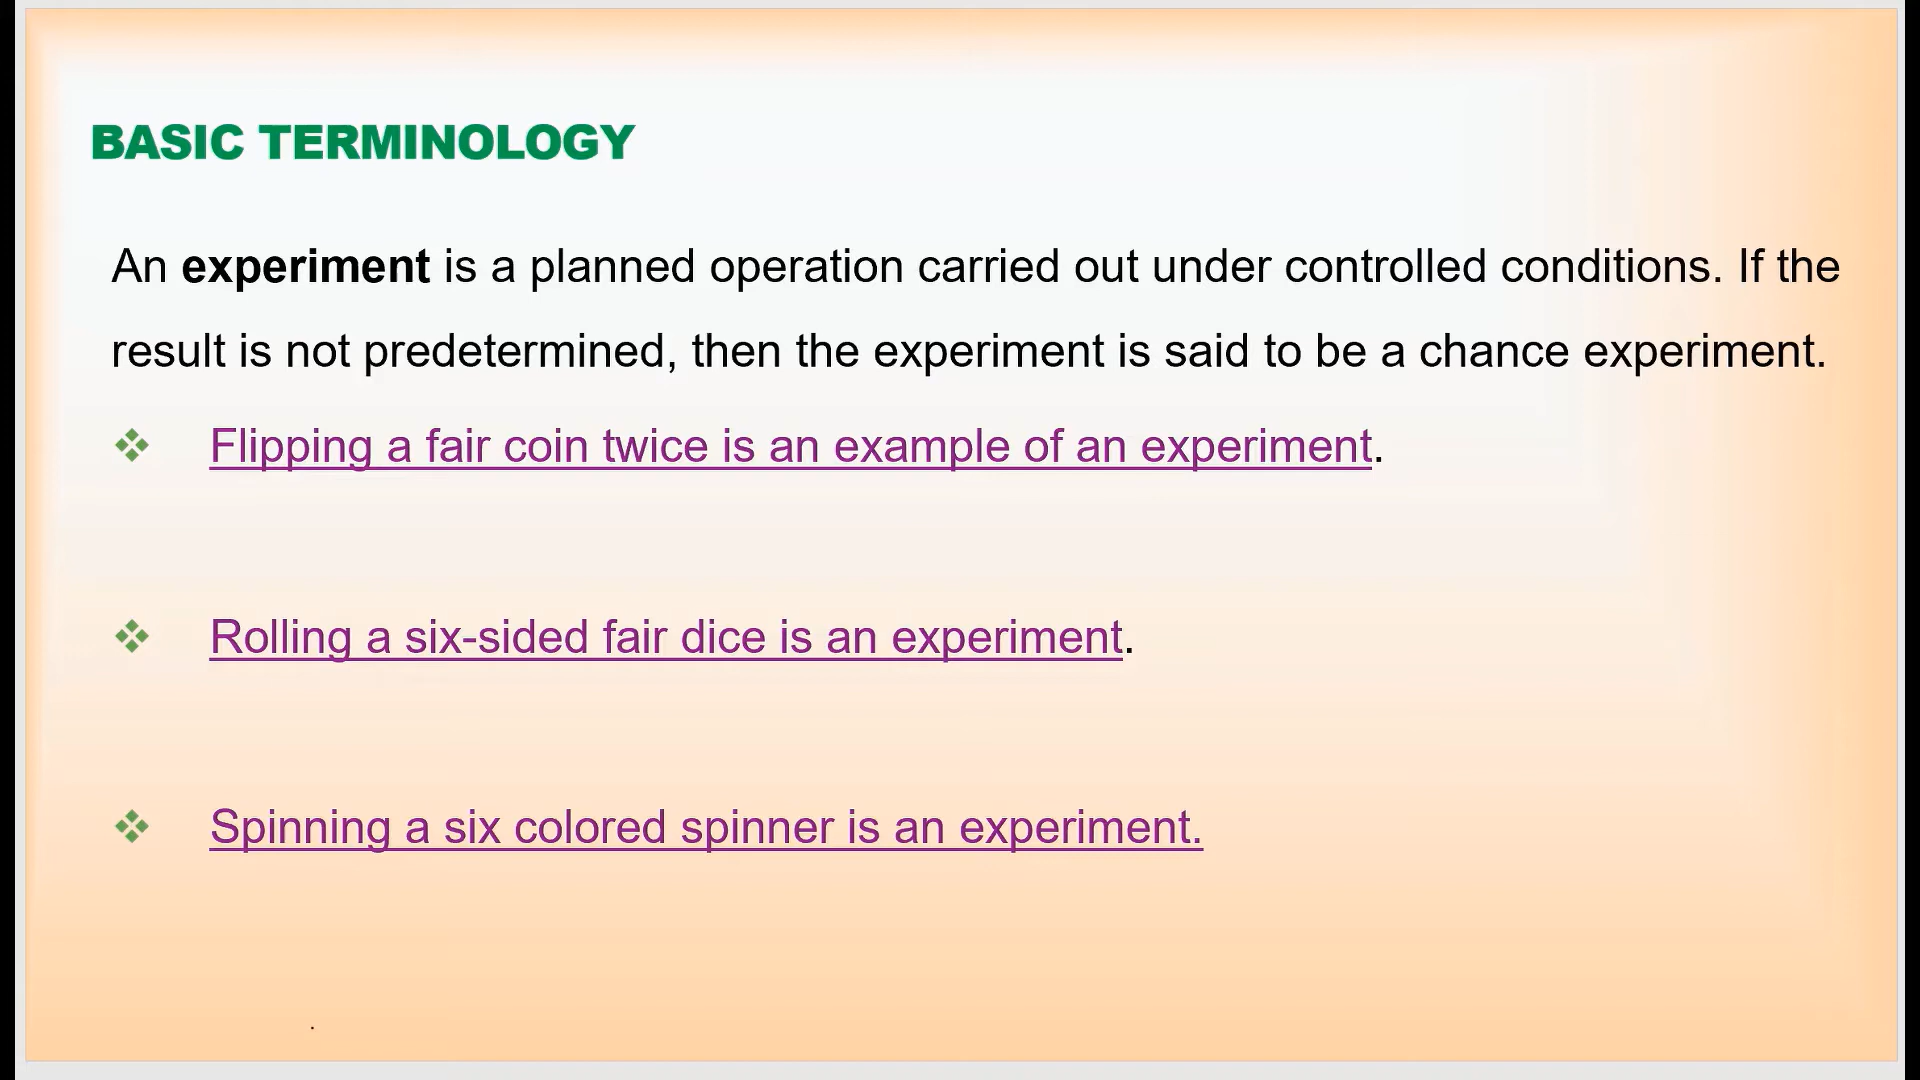 BASIC TERMINOLOGY
An experiment is a planned operation carried out under controlled conditions. If the
result is not predetermined, then the experiment is said to be a chance experiment.
❖ Flipping a fair coin twice is an example of an experiment.
❖ Rolling a six-sided fair dice is an experiment.
❖ Spinning a six colored spinner is an experiment.
.